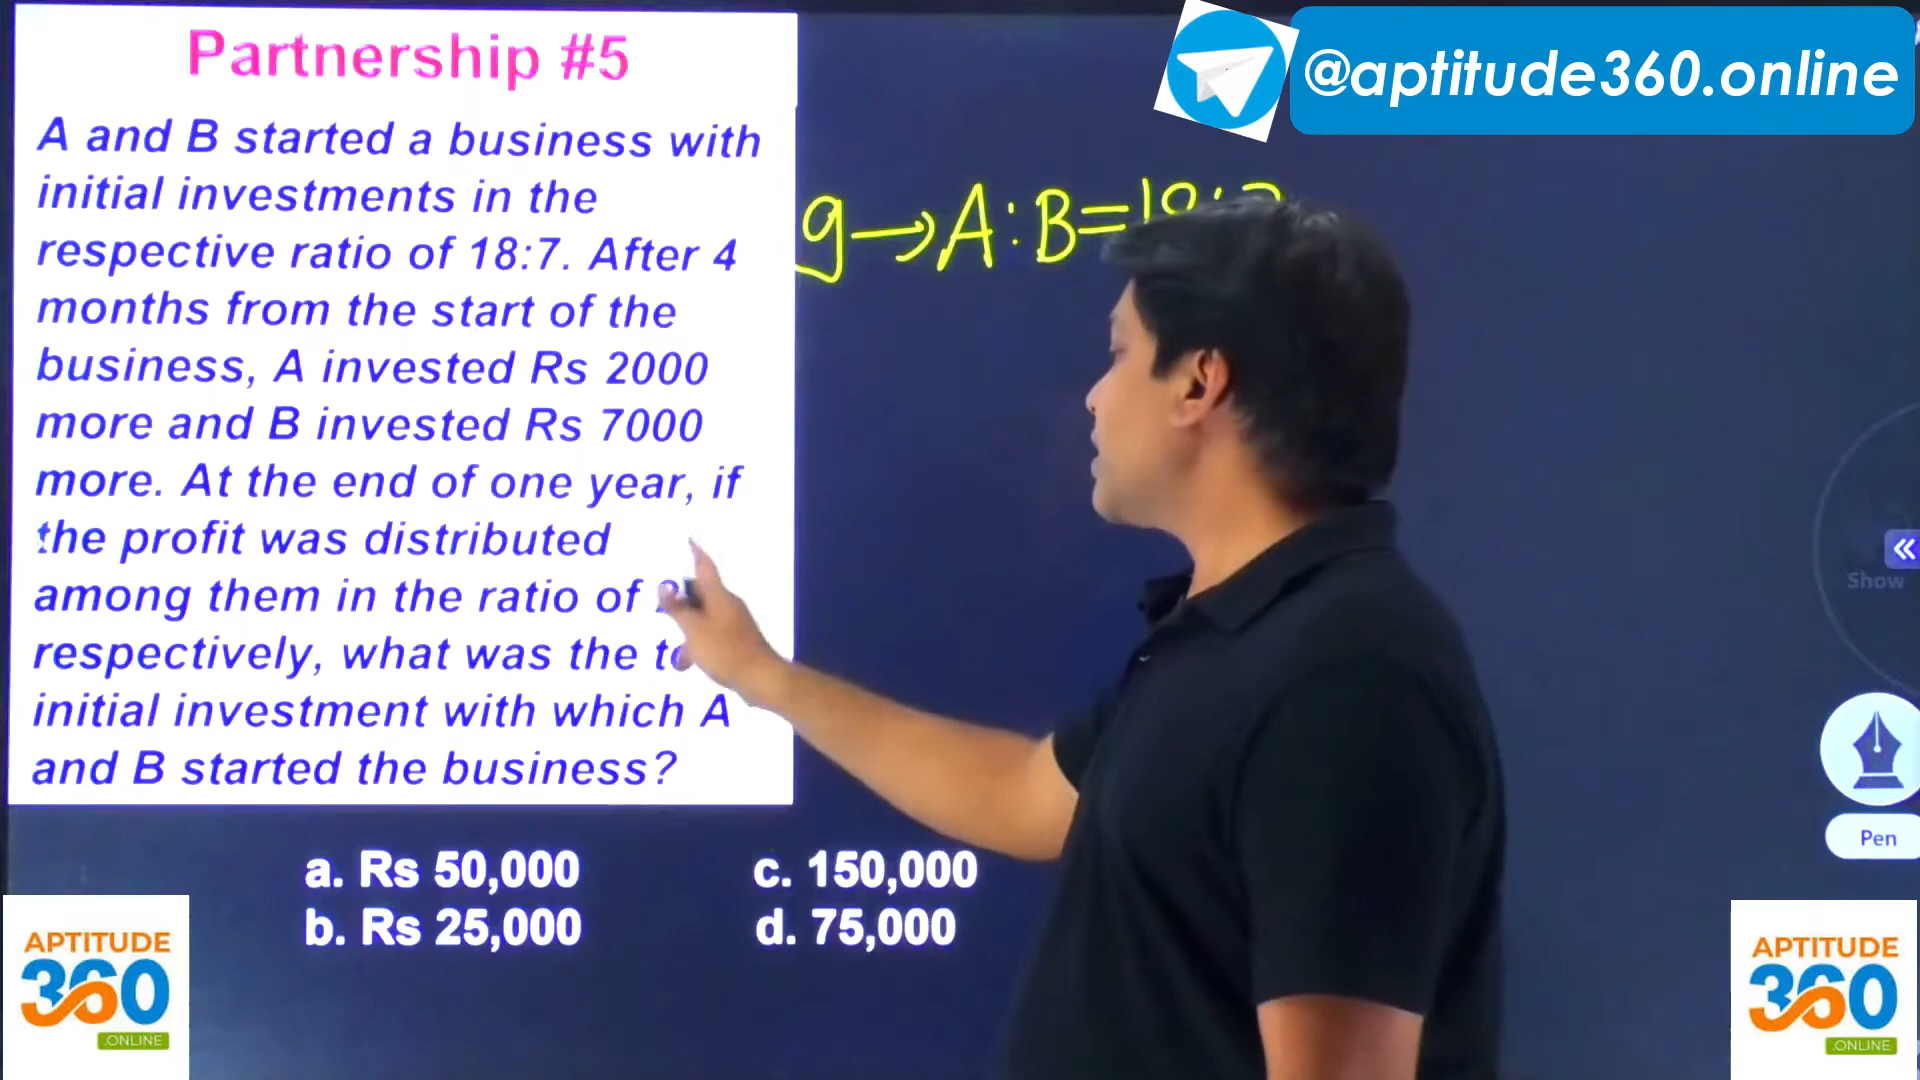 Partnership #5
@aptitude360.online
A and B started a business with
initial investments in the
respective ratio of 18:7. After 4
months from the start of the
business, A invested Rs 2000
more and B invested Rs 7000
more. At the end of one year, if
the profit was distributed
among them in the ratio of
respectively, what was the
initial investment with which A
and B started the business?
g→A:B=
Show
Pen
a. Rs 50,000
c. 150,000
b. Rs 25,000
d. 75,000
APTITUDE
360
.ONLINE
APTITUDE
360
.ONLINE